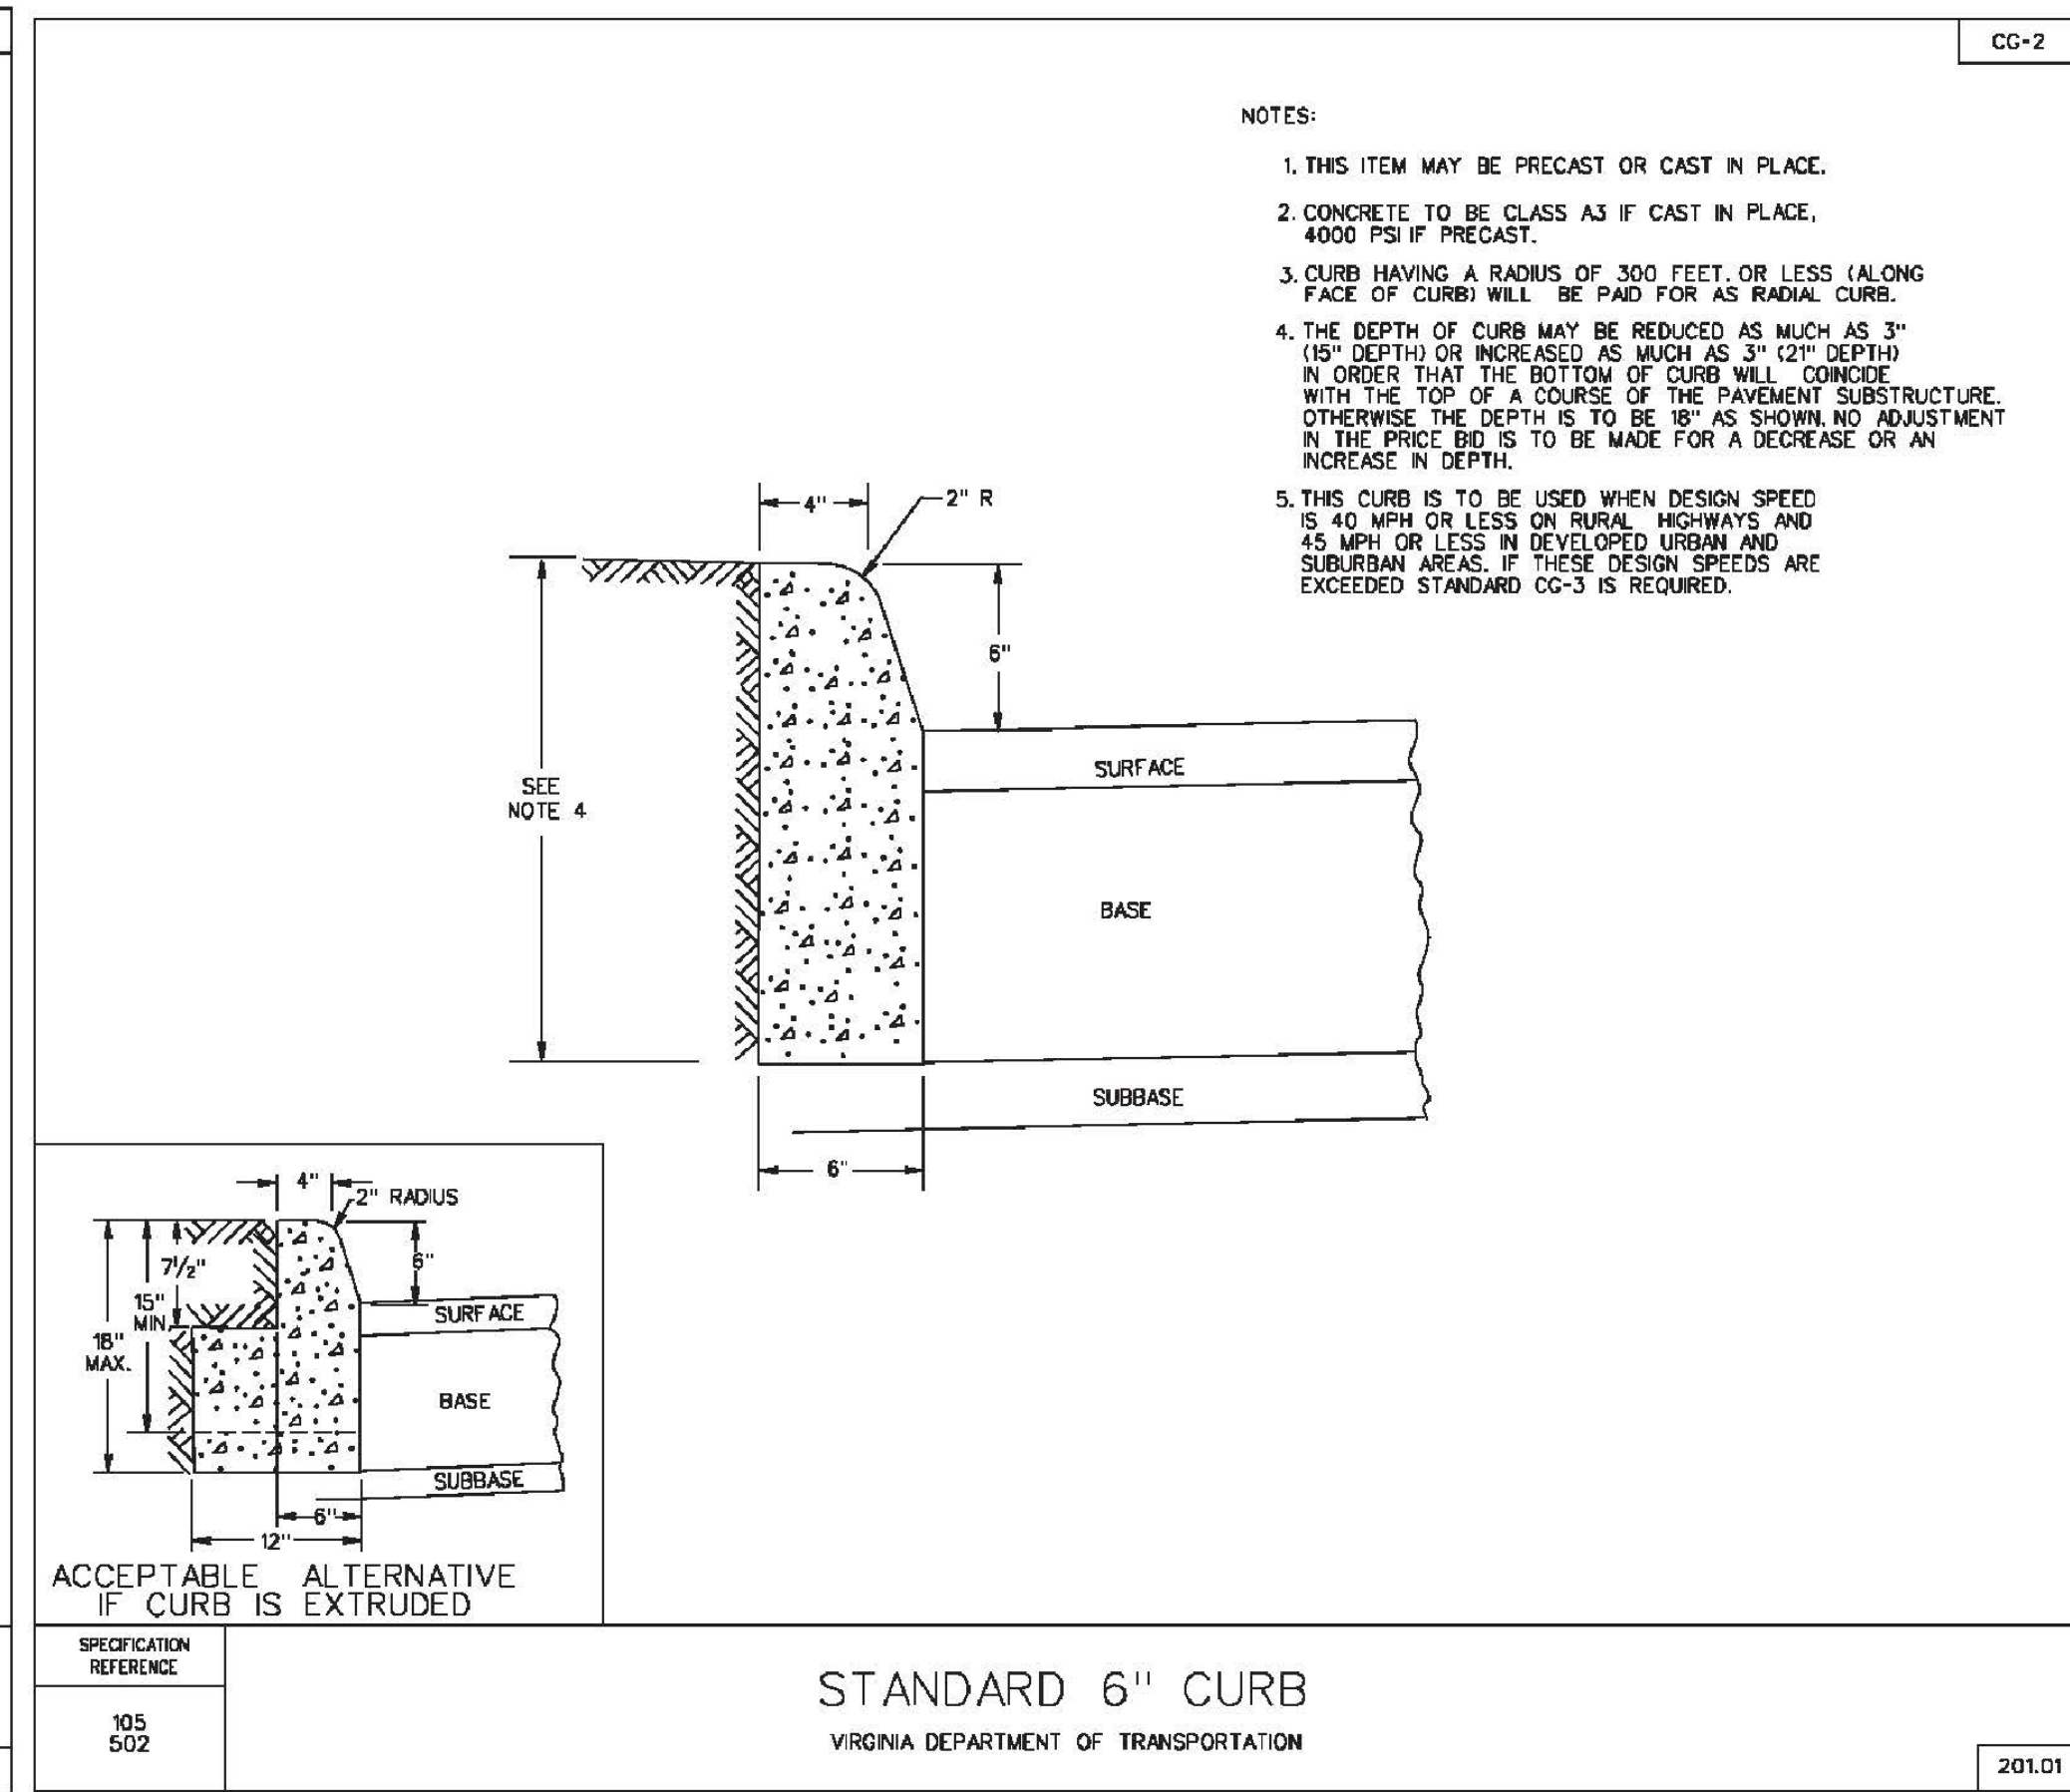 CG-2
NOTES:
1. THIS ITEM MAY BE PRECAST OR CAST IN PLACE.
2. CONCRETE TO BE CLASS A3 IF CAST IN PLACE,
4000 PSI IF PRECAST.
3. CURB HAVING A RADIUS OF 300 FEET. OR LESS (ALONG
FACE OF CURB) WILL BE PAID FOR AS RADIAL CURB.
4. THE DEPTH OF CURB MAY BE REDUCED AS MUCH AS 3"
(15" DEPTH) OR INCREASED AS MUCH AS 3" (21" DEPTH)
IN ORDER THAT THE BOTTOM OF CURB WILL COINCIDE
WITH THE TOP OF A COURSE OF THE PAVEMENT SUBSTRUCTURE.
OTHERWISE THE DEPTH IS TO BE 18" AS SHOWN. NO ADJUSTMENT
IN THE PRICE BID IS TO BE MADE FOR A DECREASE OR AN
INCREASE IN DEPTH.
5. THIS CURB IS TO BE USED WHEN DESIGN SPEED
IS 40 MPH OR LESS ON RURAL HIGHWAYS AND
45 MPH OR LESS IN DEVELOPED URBAN AND
SUBURBAN AREAS. IF THESE DESIGN SPEEDS ARE
EXCEEDED STANDARD CG-3 IS REQUIRED.
4"
2" R
6"
SEE
NOTE 4
SURFACE
BASE
SUBBASE
6"
4"
2" RADIUS
6"
7½"
15"
MIN.
18"
MAX.
SURFACE
BASE
SUBBASE
6"
12"
ACCEPTABLE ALTERNATIVE
IF CURB IS EXTRUDED
SPECIFICATION
REFERENCE
105
502
STANDARD 6" CURB
VIRGINIA DEPARTMENT OF TRANSPORTATION
201.01